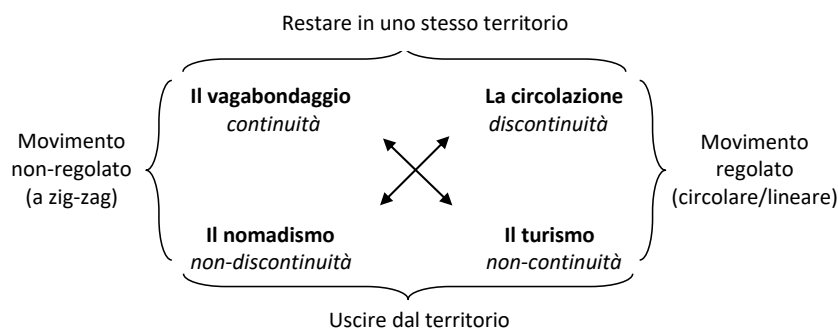 Restare in uno stesso territorio
Il vagabondaggio
continuità
La circolazione
discontinuità
Movimento
non-regolato
(a zig-zag)
Movimento
regolato
(circolare/lineare)
Il nomadismo
non-discontinuità
Il turismo
non-continuità
Uscire dal territorio